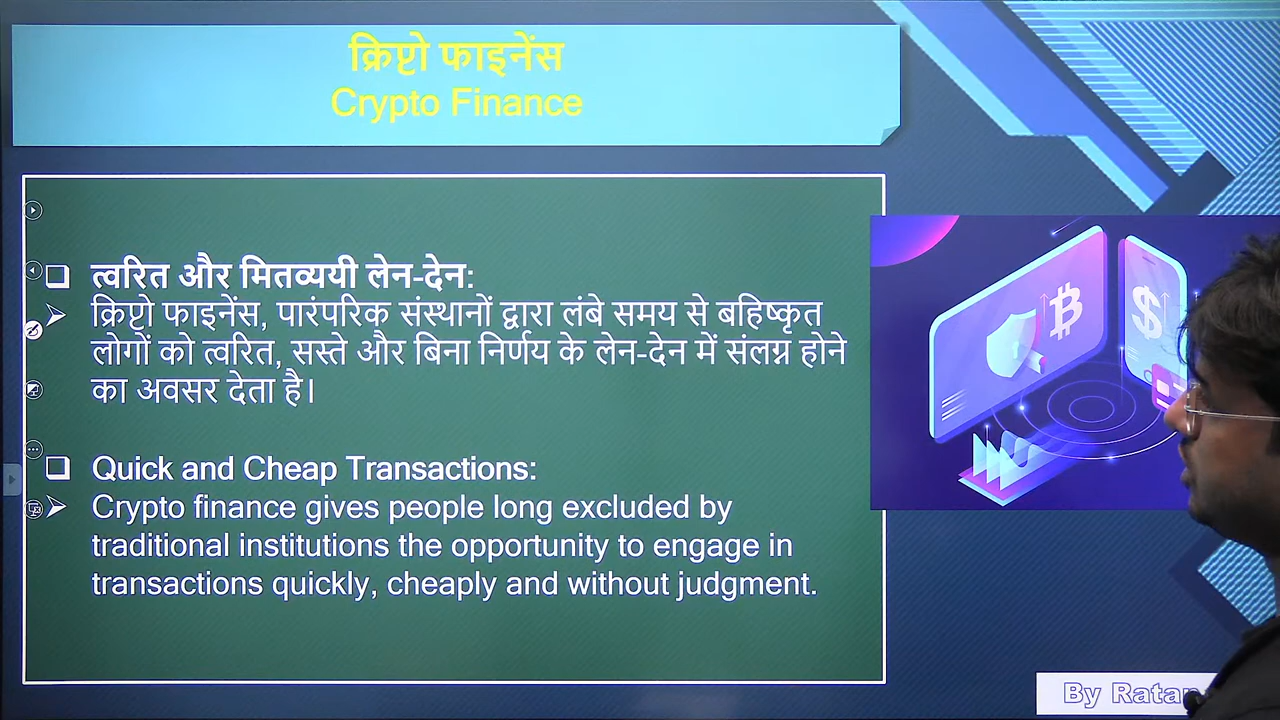 क्रिप्टो फाइनेंस
Crypto Finance
त्वरित और मितव्ययी लेन-देन:
क्रिप्टो फाइनेंस, पारंपरिक संस्थानों द्वारा लंबे समय से बहिष्कृत
लोगों को त्वरित, सस्ते और बिना निर्णय के लेन-देन में संलग्न होने
का अवसर देता है।
Quick and Cheap Transactions:
Crypto finance gives people long excluded by
traditional institutions the opportunity to engage in
transactions quickly, cheaply and without judgment.
By